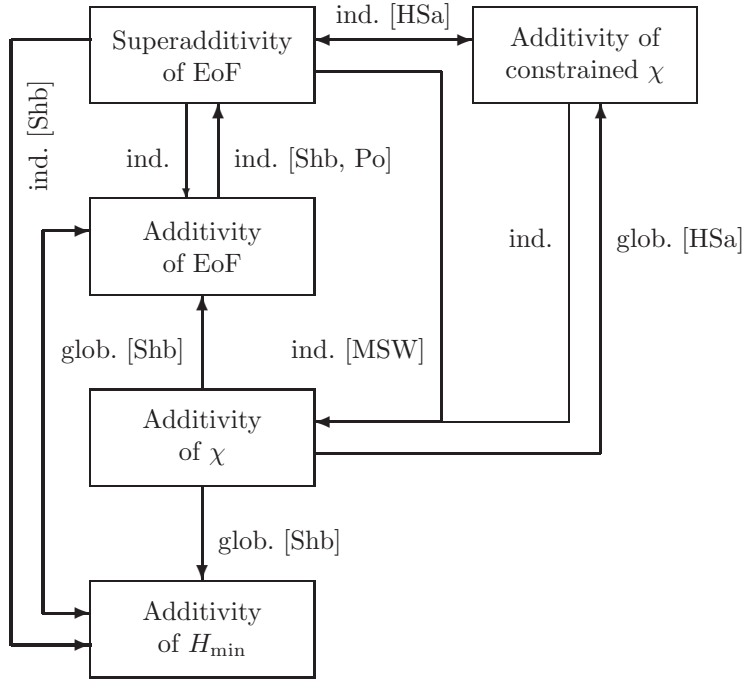 ind. [HSa]
Superadditivity
of EoF
Additivity of
constrained χ
ind. [Shb]
ind.
ind. [Shb, Po]
Additivity
of EoF
ind.
glob. [HSa]
glob. [Shb]
ind. [MSW]
Additivity
of χ
glob. [Shb]
Additivity
of H_min